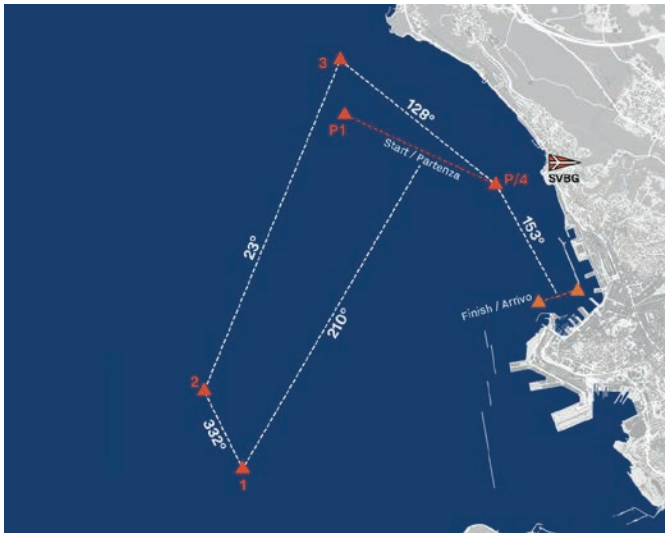 3
128°
P1
Start / Partenza
P/4
SVBG
153°
23°
210°
Finish / Arrivo
2
332°
1